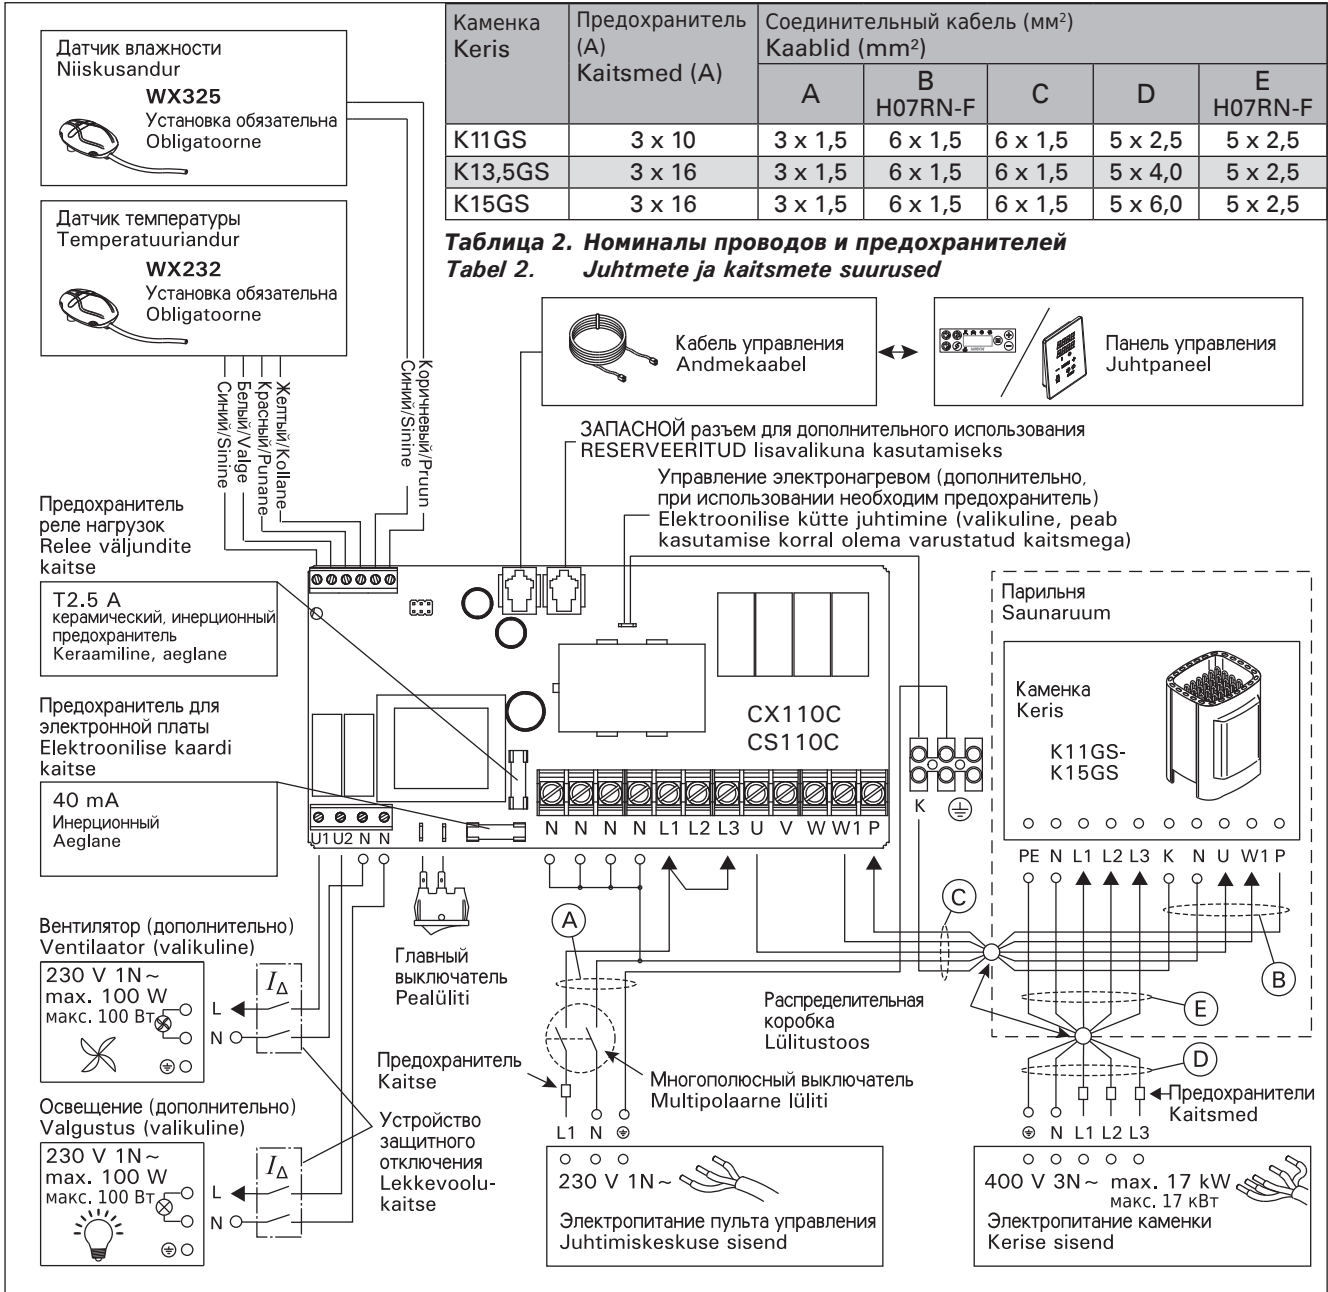 Каменка
Keris
Предохранитель
(А)
Kaitsmed (A)
Соединительный кабель (мм²)
Kaablid (mm²)
A
B
H07RN-F
C
D
E
H07RN-F
K11GS 3 x 10 3 x 1,5 6 x 1,5 6 x 1,5 5 x 2,5 5 x 2,5
K13,5GS 3 x 16 3 x 1,5 6 x 1,5 6 x 1,5 5 x 4,0 5 x 2,5
K15GS 3 x 16 3 x 1,5 6 x 1,5 6 x 1,5 5 x 6,0 5 x 2,5
Таблица 2. Номиналы проводов и предохранителей
Tabel 2. Juhtmete ja kaitsmete suurused
Датчик влажности
Niiskusandur
WX325
Установка обязательна
Obligatoorne
Датчик температуры
Temperatuuriandur
WX232
Установка обязательна
Obligatoorne
Синий/Sinine
Белый/Valge
Красный/Punane
Желтый/Kollane
Синий/Sinine
Коричневый/Pruun
Кабель управления
Andmekaabel
Панель управления
Juhtpaneel
ЗАПАСНОЙ разъем для дополнительного использования
RESERVEERITUD lisavalikuna kasutamiseks
Управление электронагревом (дополнительно,
при использовании необходим предохранитель)
Elektroonilise kütte juhtimine (valikuline, peab
kasutamise korral olema varustatud kaitsmega)
Предохранитель
реле нагрузок
Relee väljundite
kaitse
T2.5 A
керамический, инерционный
предохранитель
Keraamiline, aeglane
Предохранитель для
электронной платы
Elektroonilise kaardi
kaitse
40 mA
Инерционный
Aeglane
CX110C
CS110C
U1 U2 N N
N N N N L1 L2 L3 U V W W1 P
K
Парильня
Saunaruum
Каменка
Keris
K11GS-
K15GS
PE N L1 L2 L3 K N U W1 P
A
C
B
E
D
Главный
выключатель
Pealüliti
Вентилятор (дополнительно)
Ventilaator (valikuline)
230 V 1N~
max. 100 W
макс. 100 Вт
L
N
IΔ
Освещение (дополнительно)
Valgustus (valikuline)
230 V 1N~
max. 100 W
макс. 100 Вт
L
N
IΔ
Устройство
защитного
отключения
Lekkevoolu-
kaitse
Предохранитель
Kaitse
Распределительная
коробка
Lülitustoos
Многополюсный выключатель
Multipolaarne lüliti
L1 N
230 V 1N~
Электропитание пульта управления
Juhtimiskeskuse sisend
Предохранители
Kaitsmed
N L1 L2 L3
400 V 3N~ max. 17 kW
макс. 17 кВт
Электропитание каменки
Kerise sisend